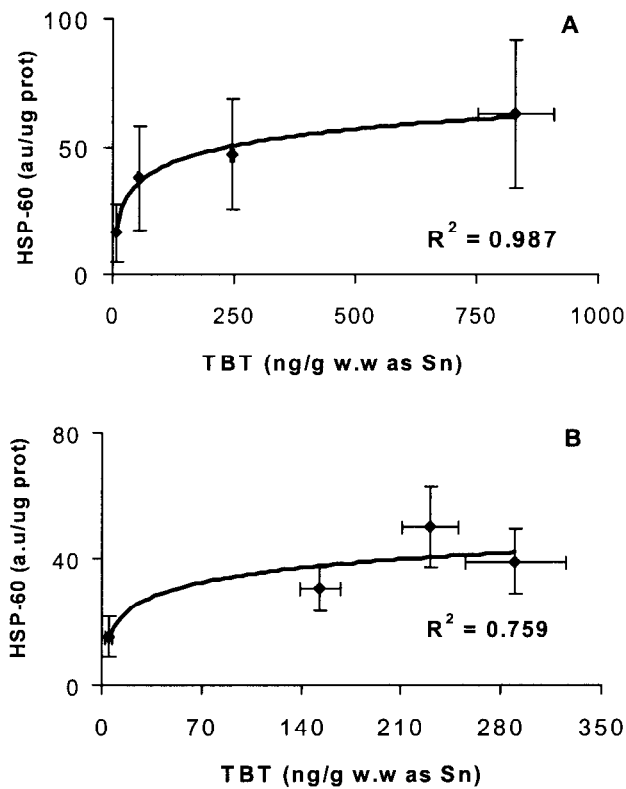 A
HSP-60 (au/ug prot)
100
50
0
R² = 0.987
0 250 500 750 1000
TBT (ng/g w.w as Sn)
B
HSP-60 (a.u/ug prot)
80
40
0
R² = 0.759
0 70 140 210 280 350
TBT (ng/g w.w as Sn)